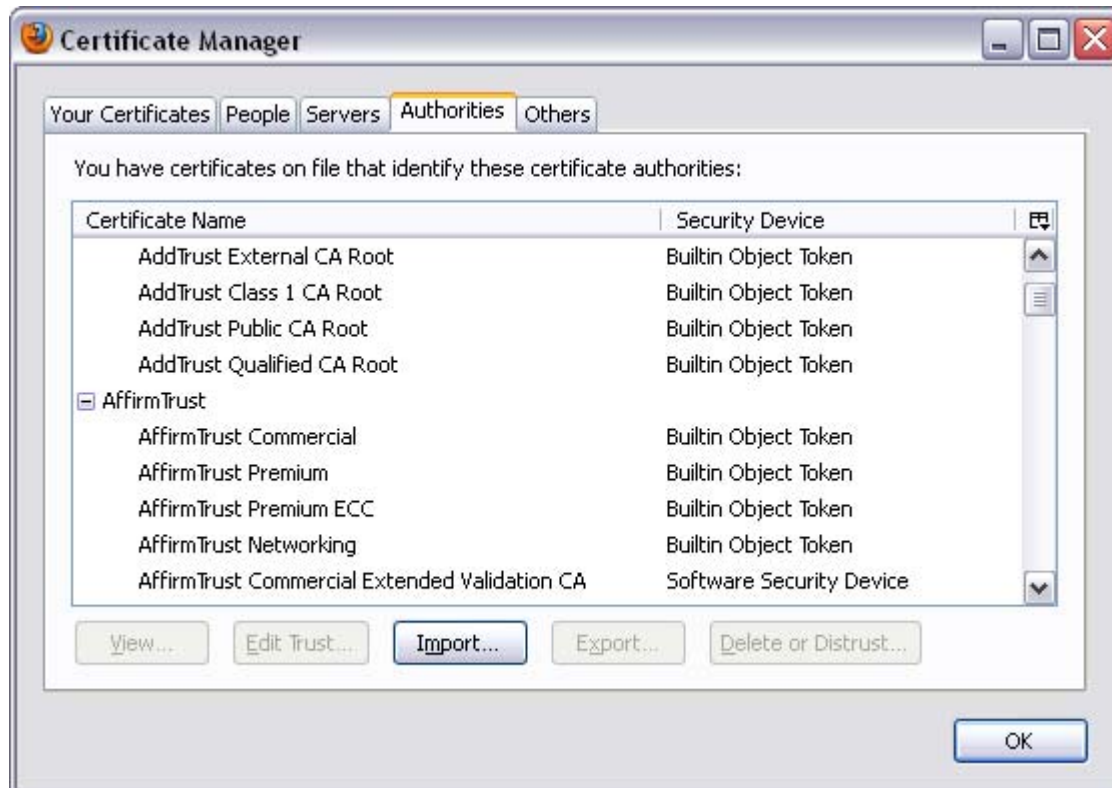 Certificate Manager
Your Certificates People Servers Authorities Others
You have certificates on file that identify these certificate authorities:
Certificate Name Security Device
AddTrust External CA Root Builtin Object Token
AddTrust Class 1 CA Root Builtin Object Token
AddTrust Public CA Root Builtin Object Token
AddTrust Qualified CA Root Builtin Object Token
AffirmTrust
AffirmTrust Commercial Builtin Object Token
AffirmTrust Premium Builtin Object Token
AffirmTrust Premium ECC Builtin Object Token
AffirmTrust Networking Builtin Object Token
AffirmTrust Commercial Extended Validation CA Software Security Device
View... Edit Trust... Import... Export... Delete or Distrust...
OK